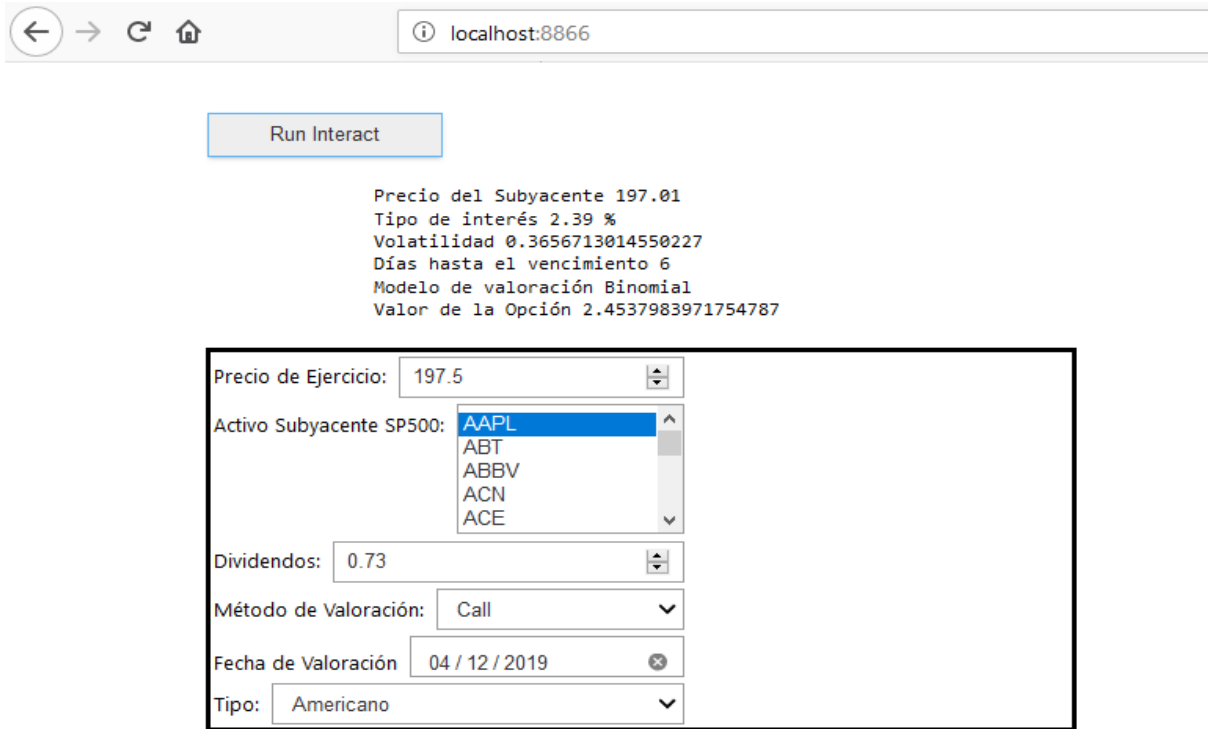 localhost:8866
Run Interact
Precio del Subyacente 197.01
Tipo de interés 2.39 %
Volatilidad 0.3656713014550227
Días hasta el vencimiento 6
Modelo de valoración Binomial
Valor de la Opción 2.4537983971754787
Precio de Ejercicio: 197.5
Activo Subyacente SP500: AAPL
ABT
ABBV
ACN
ACE
Dividendos: 0.73
Método de Valoración: Call
Fecha de Valoración 04 / 12 / 2019
Tipo: Americano